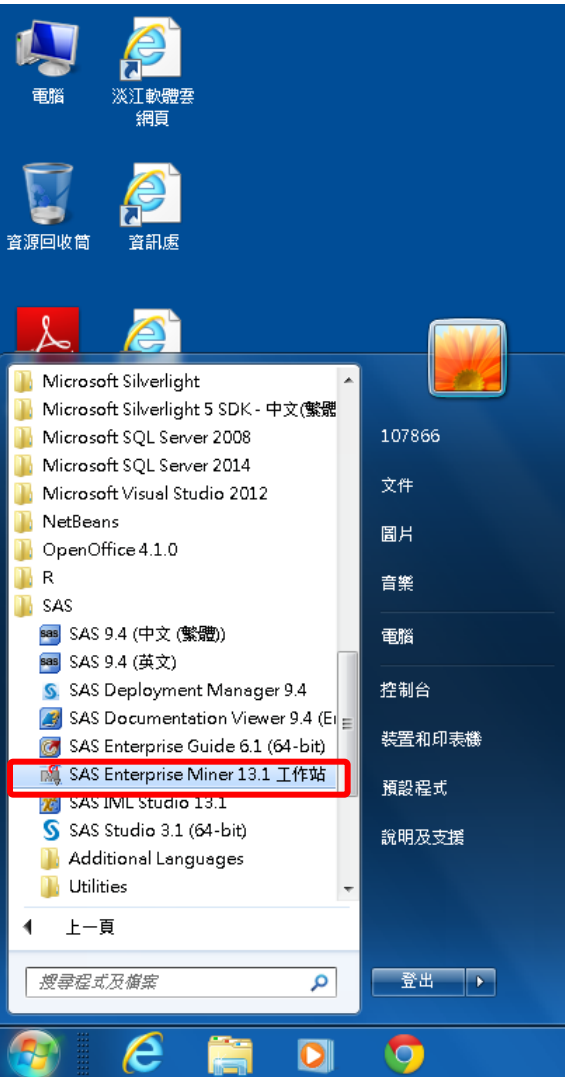 電腦
淡江軟體雲
網頁
資源回收筒
資訊處
Microsoft Silverlight
Microsoft Silverlight 5 SDK - 中文(繁體
Microsoft SQL Server 2008
Microsoft SQL Server 2014
Microsoft Visual Studio 2012
NetBeans
OpenOffice 4.1.0
R
SAS
sas SAS 9.4 (中文 (繁體))
sas SAS 9.4 (英文)
SAS Deployment Manager 9.4
SAS Documentation Viewer 9.4 (E
SAS Enterprise Guide 6.1 (64-bit)
SAS Enterprise Miner 13.1 工作站
SAS IML Studio 13.1
SAS Studio 3.1 (64-bit)
Additional Languages
Utilities
上一頁
搜尋程式及檔案
107866
文件
圖片
音樂
電腦
控制台
裝置和印表機
預設程式
說明及支援
登出